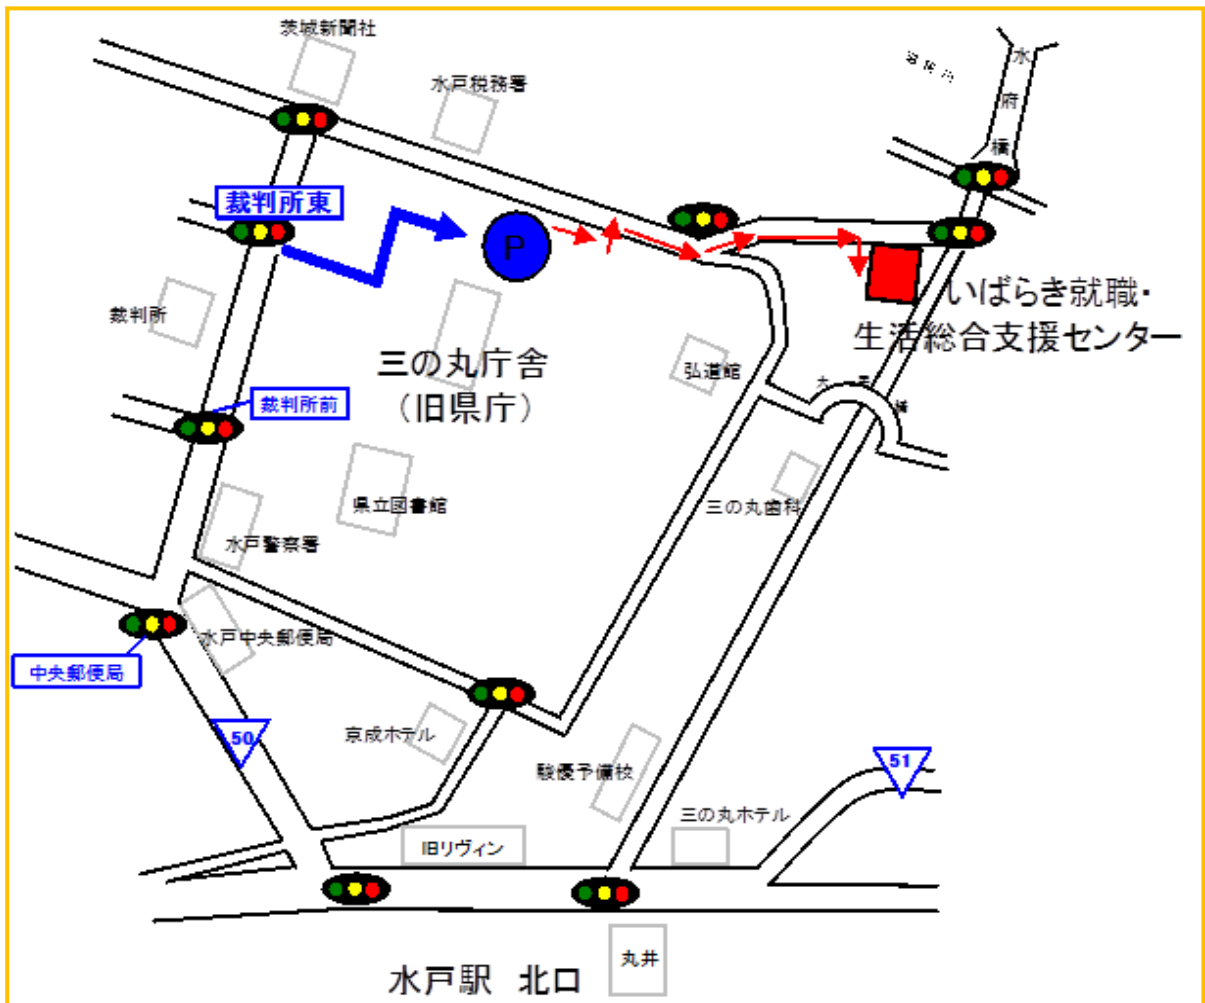 茨城新聞社
水戸税務署
水
府
橋
裁判所東
P
いばらき就職・
生活総合支援センター
裁判所
三の丸庁舎
（旧県庁）
弘道館
裁判所前
大
手
橋
県立図書館
三の丸歯科
水戸警察署
水戸中央郵便局
中央郵便局
50
京成ホテル
駿優予備校
51
三の丸ホテル
旧リヴィン
丸井
水戸駅 北口